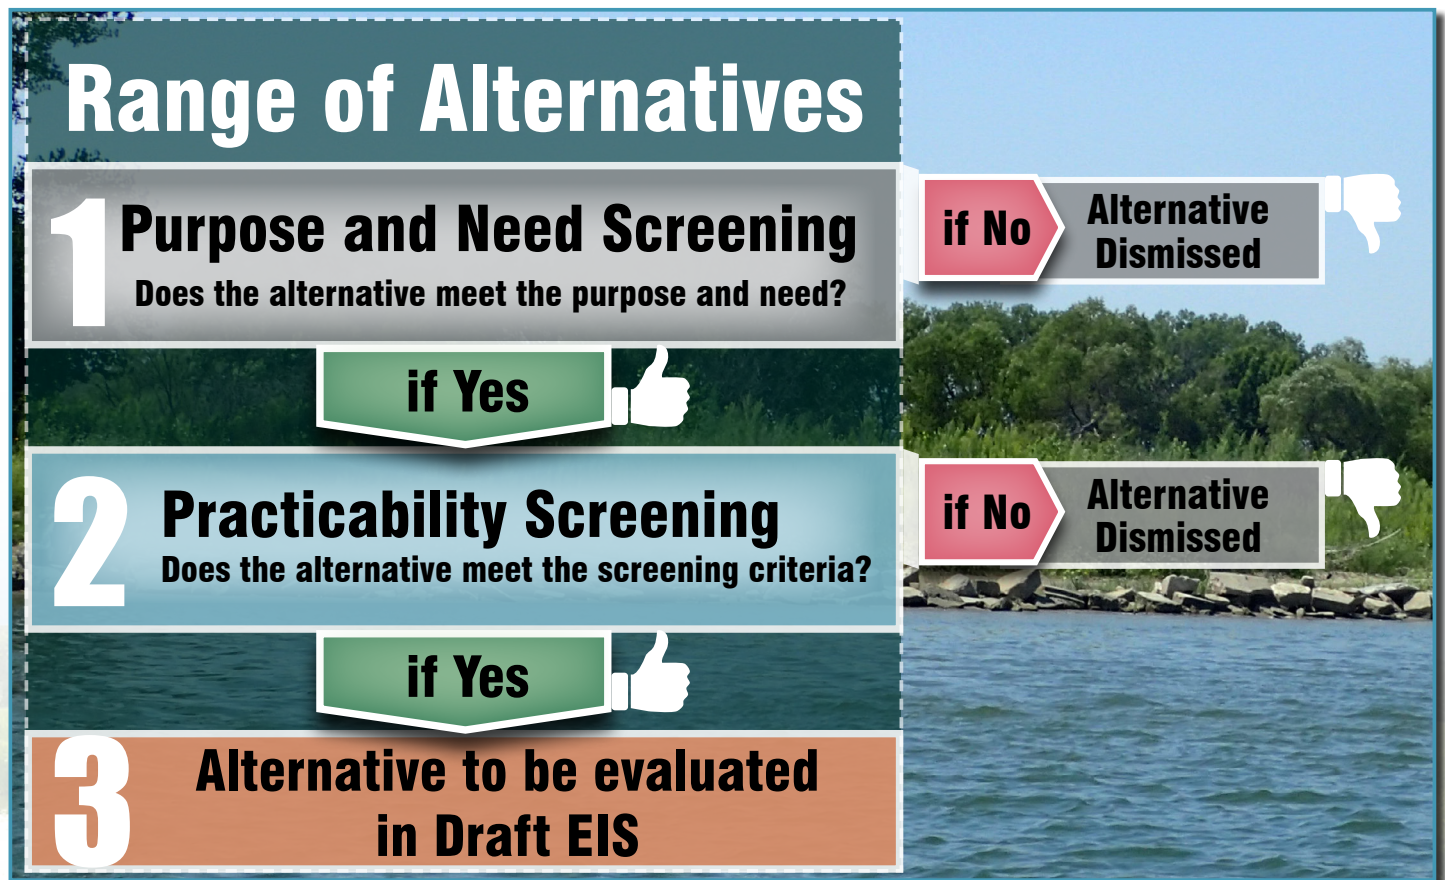 Range of Alternatives
1
Purpose and Need Screening
Does the alternative meet the purpose and need?
if No
Alternative
Dismissed
if Yes
2
Practicability Screening
Does the alternative meet the screening criteria?
if No
Alternative
Dismissed
if Yes
3
Alternative to be evaluated
in Draft EIS